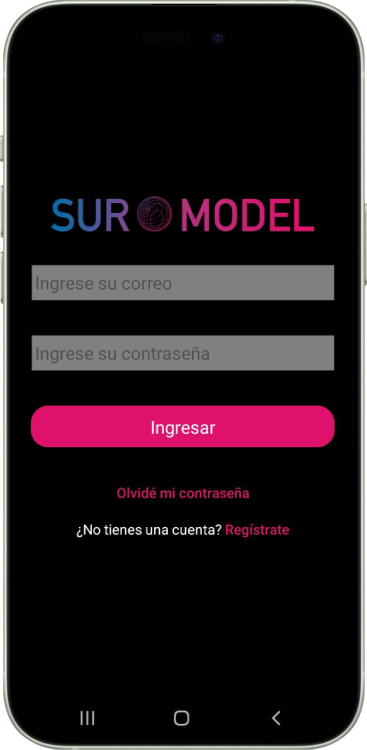 SUR MODEL
Ingrese su correo
Ingrese su contraseña
Ingresar
Olvidé mi contraseña
¿No tienes una cuenta? Regístrate